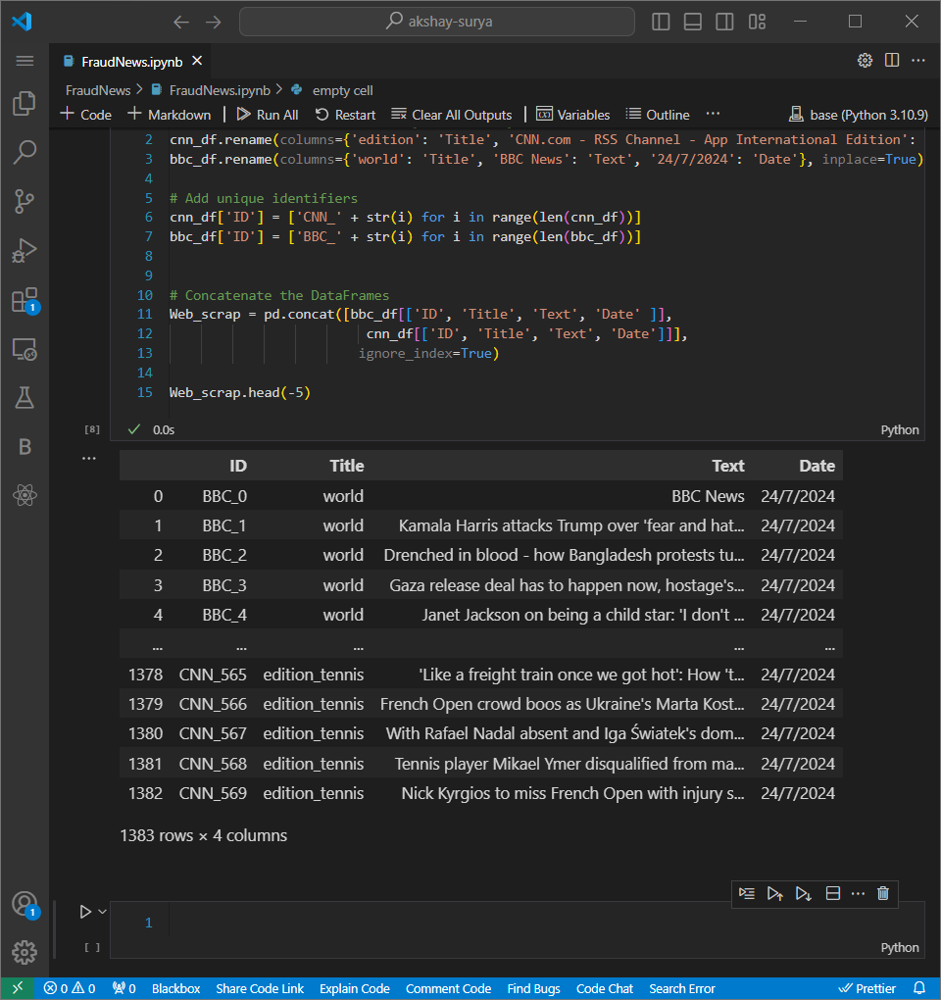 akshay-surya
FraudNews.ipynb
FraudNews > FraudNews.ipynb > empty cell
+ Code + Markdown | Run All Restart Clear All Outputs | Variables Outline ... base (Python 3.10.9)
2 cnn_df.rename(columns={'edition': 'Title', 'CNN.com - RSS Channel - App International Edition':
3 bbc_df.rename(columns={'world': 'Title', 'BBC News': 'Text', '24/7/2024': 'Date'}, inplace=True)
4
5 # Add unique identifiers
6 cnn_df['ID'] = ['CNN_' + str(i) for i in range(len(cnn_df))]
7 bbc_df['ID'] = ['BBC_' + str(i) for i in range(len(bbc_df))]
8
9
10 # Concatenate the DataFrames
11 Web_scrap = pd.concat([bbc_df[['ID', 'Title', 'Text', 'Date' ]],
12 cnn_df[['ID', 'Title', 'Text', 'Date']]],
13 ignore_index=True)
14
15 Web_scrap.head(-5)
[8] 0.0s Python
...
ID Title Text Date
0 BBC_0 world BBC News 24/7/2024
1 BBC_1 world Kamala Harris attacks Trump over 'fear and hat... 24/7/2024
2 BBC_2 world Drenched in blood - how Bangladesh protests tu... 24/7/2024
3 BBC_3 world Gaza release deal has to happen now, hostage's... 24/7/2024
4 BBC_4 world Janet Jackson on being a child star: 'I don't ... 24/7/2024
... ... ... ... ...
1378 CNN_565 edition_tennis 'Like a freight train once we got hot': How 't... 24/7/2024
1379 CNN_566 edition_tennis French Open crowd boos as Ukraine's Marta Kost... 24/7/2024
1380 CNN_567 edition_tennis With Rafael Nadal absent and Iga Świątek's dom... 24/7/2024
1381 CNN_568 edition_tennis Tennis player Mikael Ymer disqualified from ma... 24/7/2024
1382 CNN_569 edition_tennis Nick Kyrgios to miss French Open with injury s... 24/7/2024
1383 rows × 4 columns
1
[ ] Python
1
B
1
0 0 0 Blackbox Share Code Link Explain Code Comment Code Find Bugs Code Chat Search Error Prettier